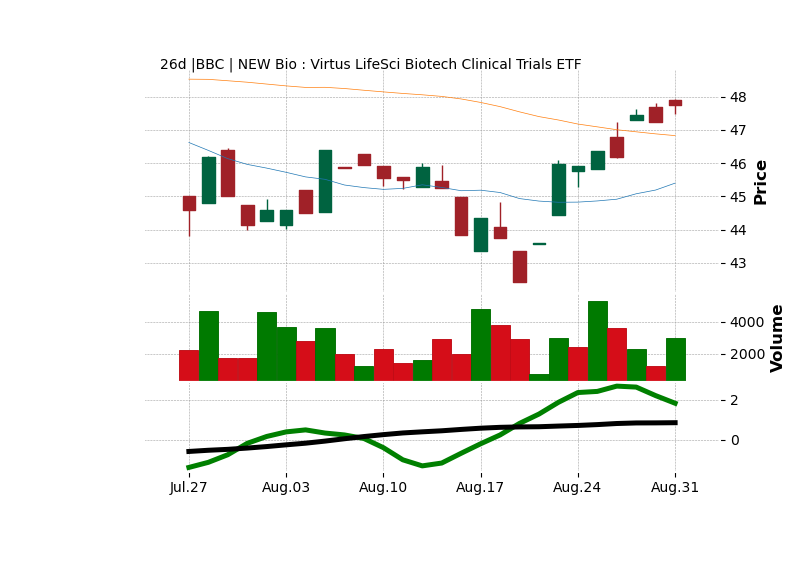 26d |BBC | NEW Bio : Virtus LifeSci Biotech Clinical Trials ETF
48
47
46
45
44
43
Price
4000
2000
Volume
2
0
Jul.27 Aug.03 Aug.10 Aug.17 Aug.24 Aug.31